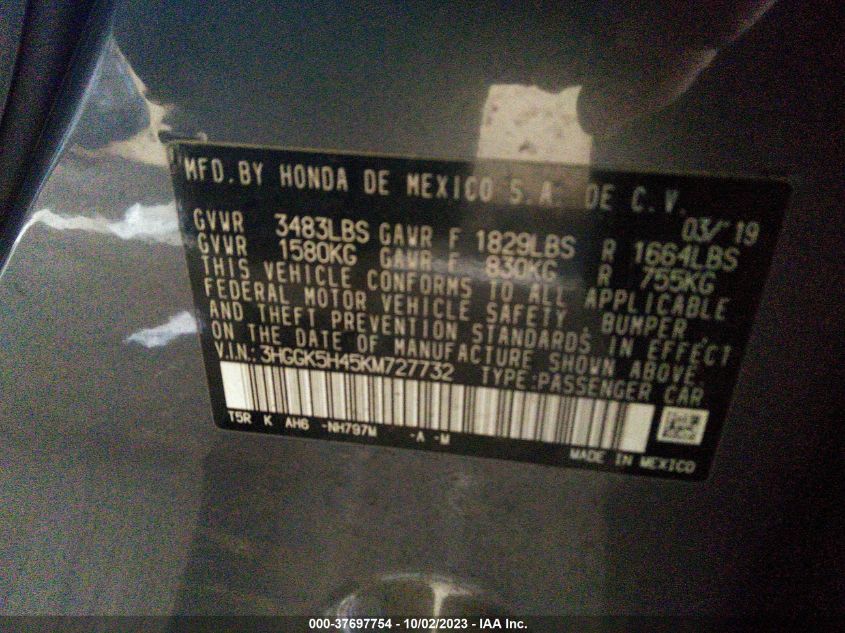 MFD.BY HONDA DE MEXICO S.A. DE C.V.
03/ 19
GVWR 3483LBS GAWR F 1829LBS R 1664LBS
GVWR 1580KG GAWR F 830KG R 755KG
THIS VEHICLE CONFORMS TO ALL APPLICABLE
FEDERAL MOTOR VEHICLE SAFETY, BUMPER,
AND THEFT PREVENTION STANDARDS IN EFFECT
ON THE DATE OF MANUFACTURE SHOWN ABOVE.
V.I.N.:3HGGK5H45KM727732 TYPE:PASSENGER CAR
T5R K AH6 -NH797M -A -M
MADE IN MEXICO
000-37697754 - 10/02/2023 - IAA Inc.